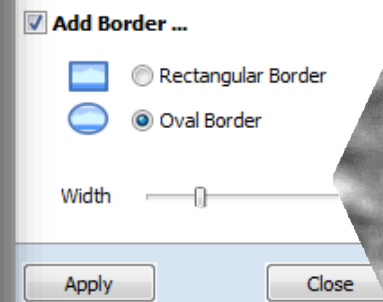 Add Border ...
Rectangular Border
Oval Border
Width
Apply Close